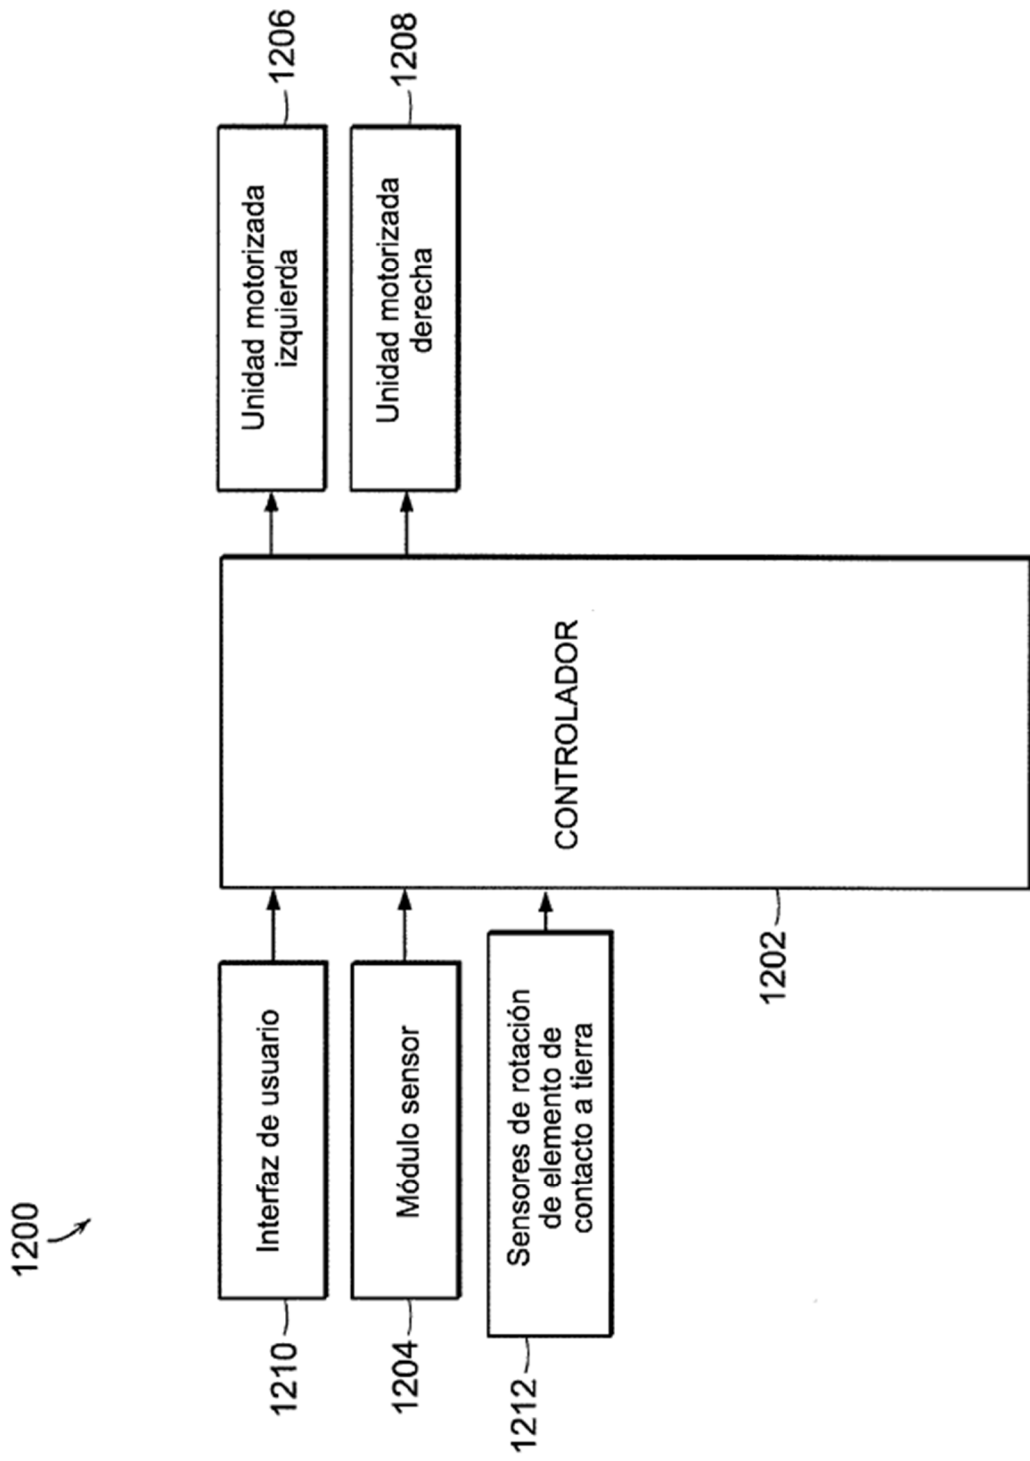 1200
1210
Interfaz de usuario
1204
Módulo sensor
1212
Sensores de rotación
de elemento de
contacto a tierra
CONTROLADOR
1202
Unidad motorizada
izquierda
1206
Unidad motorizada
derecha
1208